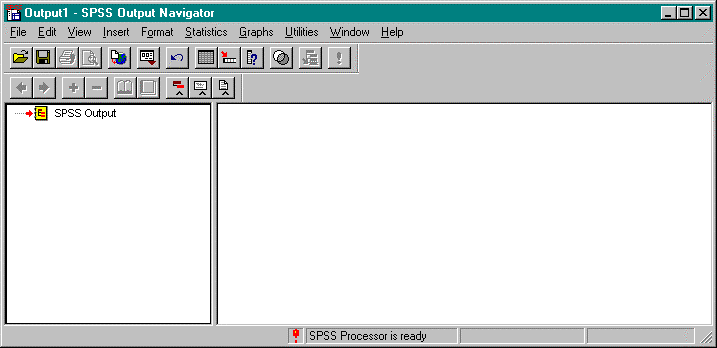 Output1 - SPSS Output Navigator
File Edit View Insert Format Statistics Graphs Utilities Window Help
SPSS Output
SPSS Processor is ready